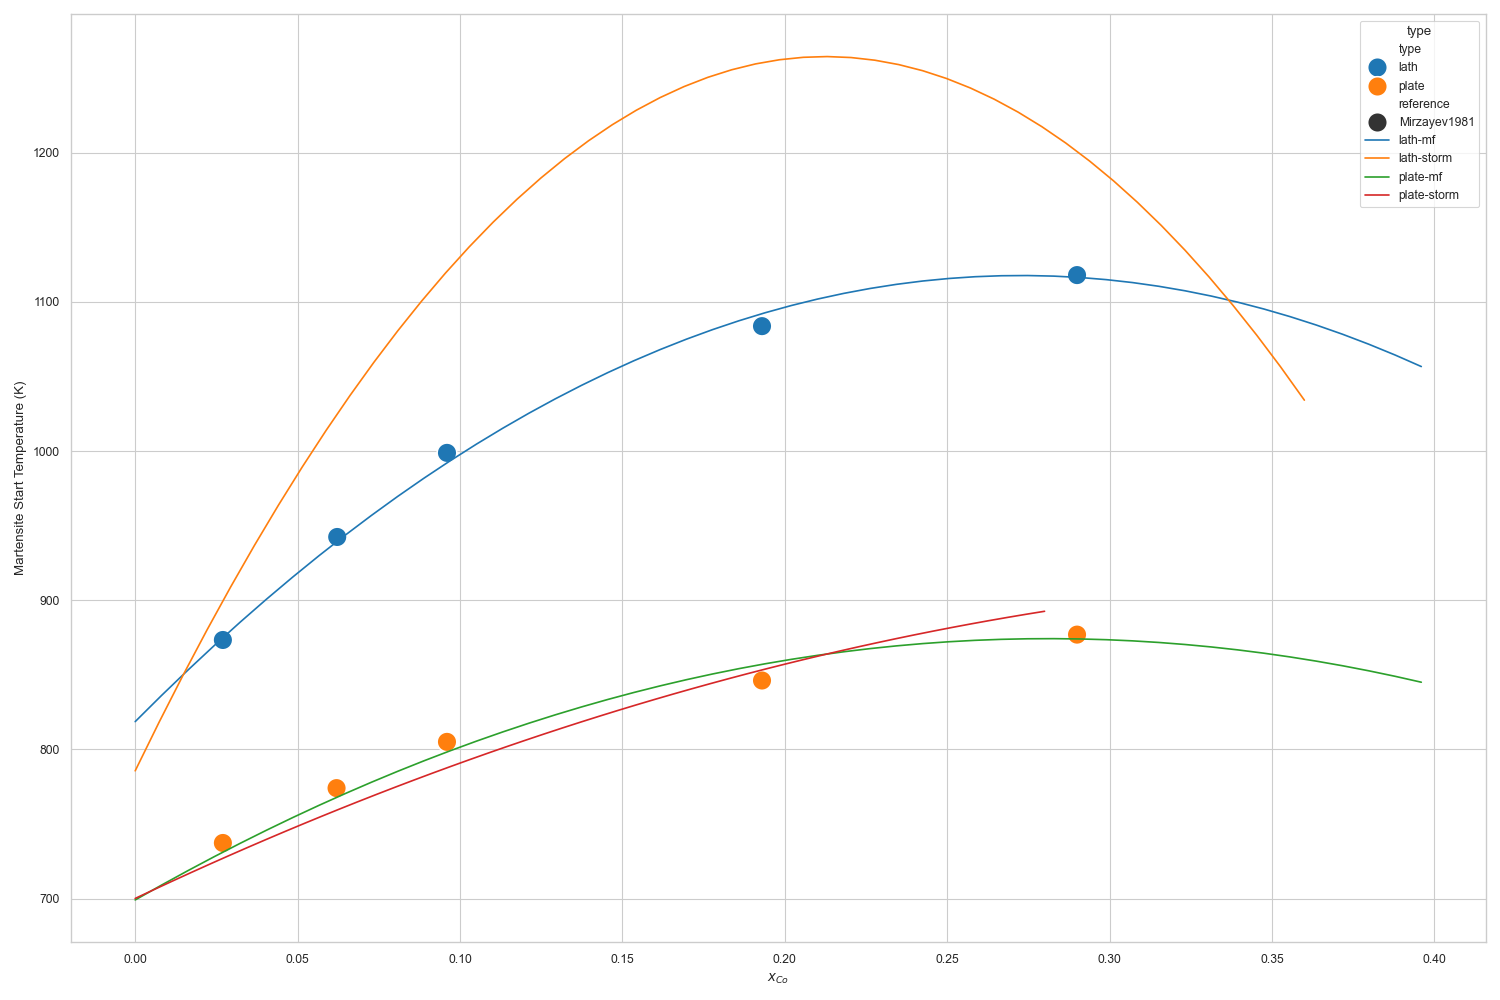 type
type
lath
plate
reference
Mirzayev1981
lath-mf
lath-storm
plate-mf
plate-storm
1200
1100
1000
900
800
700
Martensite Start Temperature (K)
0.00 0.05 0.10 0.15 0.20 0.25 0.30 0.35 0.40
x_{Co}